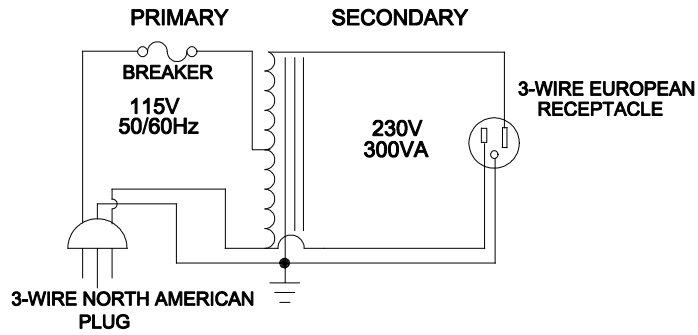 PRIMARY
SECONDARY
BREAKER
115V
50/60Hz
230V
300VA
3-WIRE EUROPEAN
RECEPTACLE
3-WIRE NORTH AMERICAN
PLUG